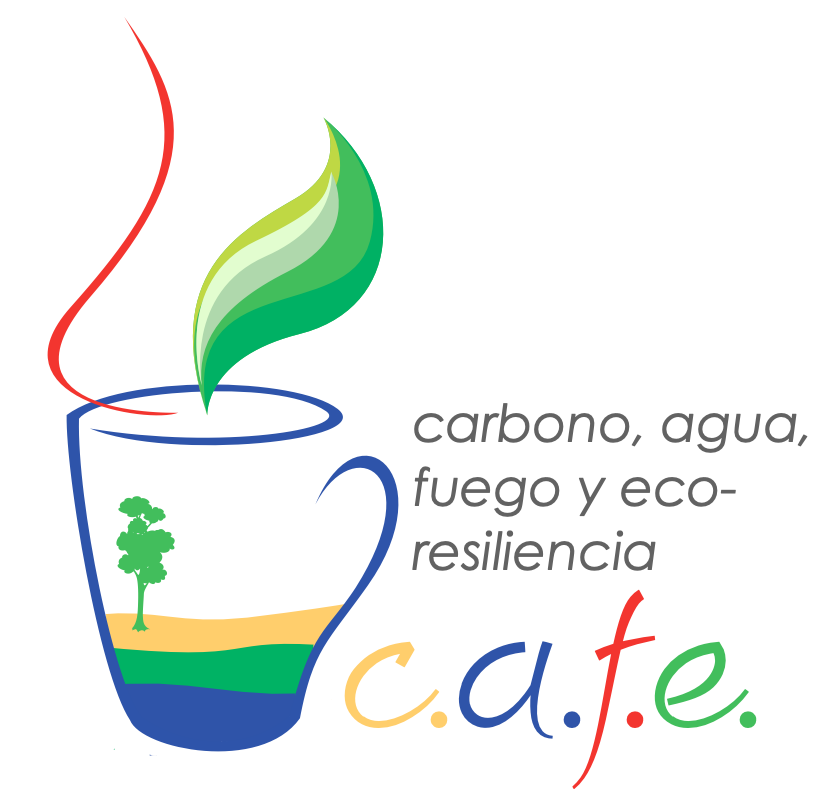 carbono, agua,
fuego y eco-
resiliencia
c.a.f.e.